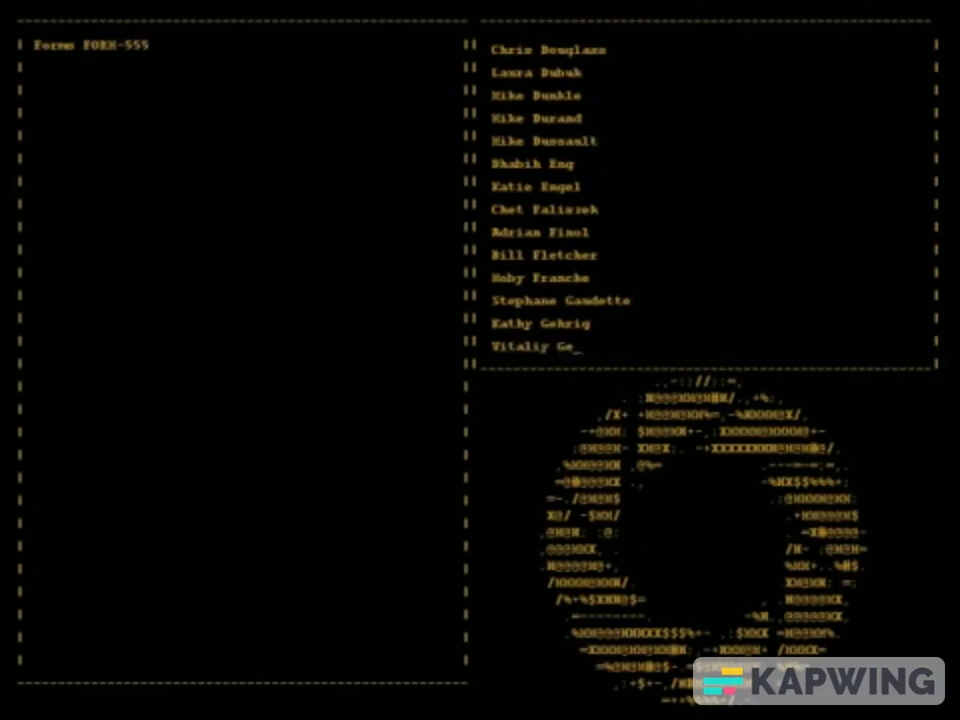 Forms FORM-555
Chris Douglass
Laura Dubuk
Mike Dunkle
Mike Durand
Mike Dussault
Dhabih Eng
Katie Engel
Chet Faliszek
Adrian Finol
Bill Fletcher
Moby Francke
Stephane Gaudette
Kathy Gehrig
Vitaliy Ge_
KAPWING